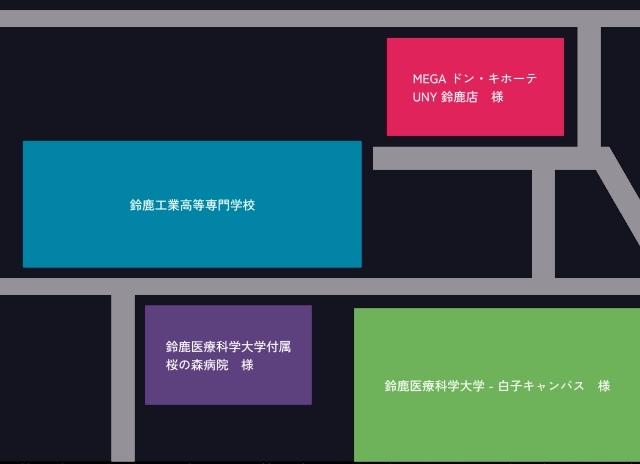 MEGA ドン・キホーテ
UNY 鈴鹿店　様
鈴鹿工業高等専門学校
鈴鹿医療科学大学付属
桜の森病院　様
鈴鹿医療科学大学 - 白子キャンパス　様